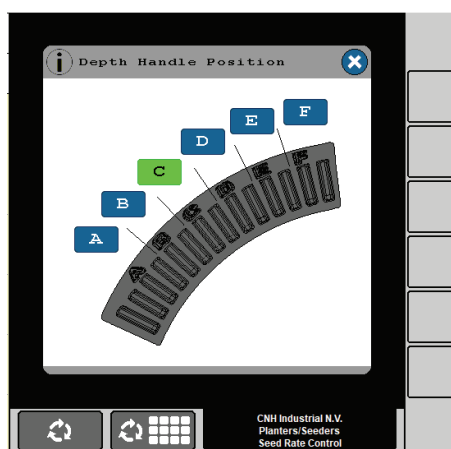 i Depth Handle Position
F
E
D
C
B
A
A B C D E F
CNH Industrial N.V.
Planters/Seeders
Seed Rate Control